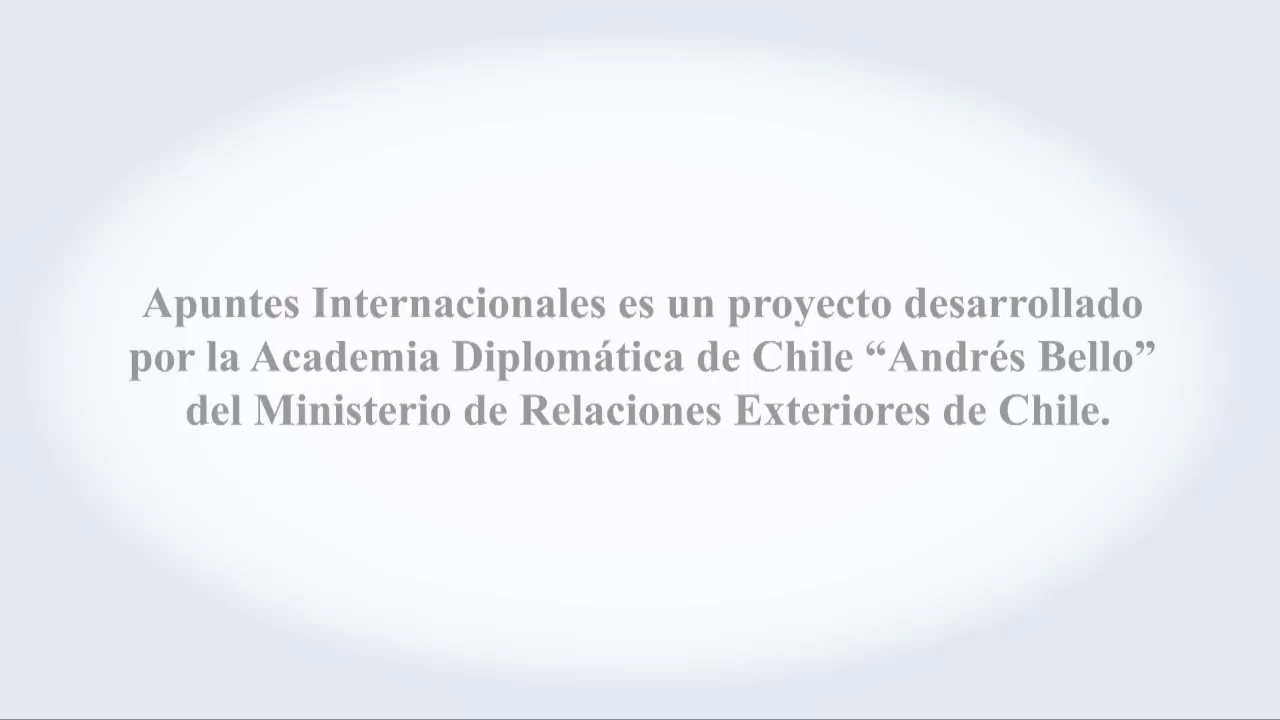 Apuntes Internacionales es un proyecto desarrollado
por la Academia Diplomática de Chile “Andrés Bello”
del Ministerio de Relaciones Exteriores de Chile.